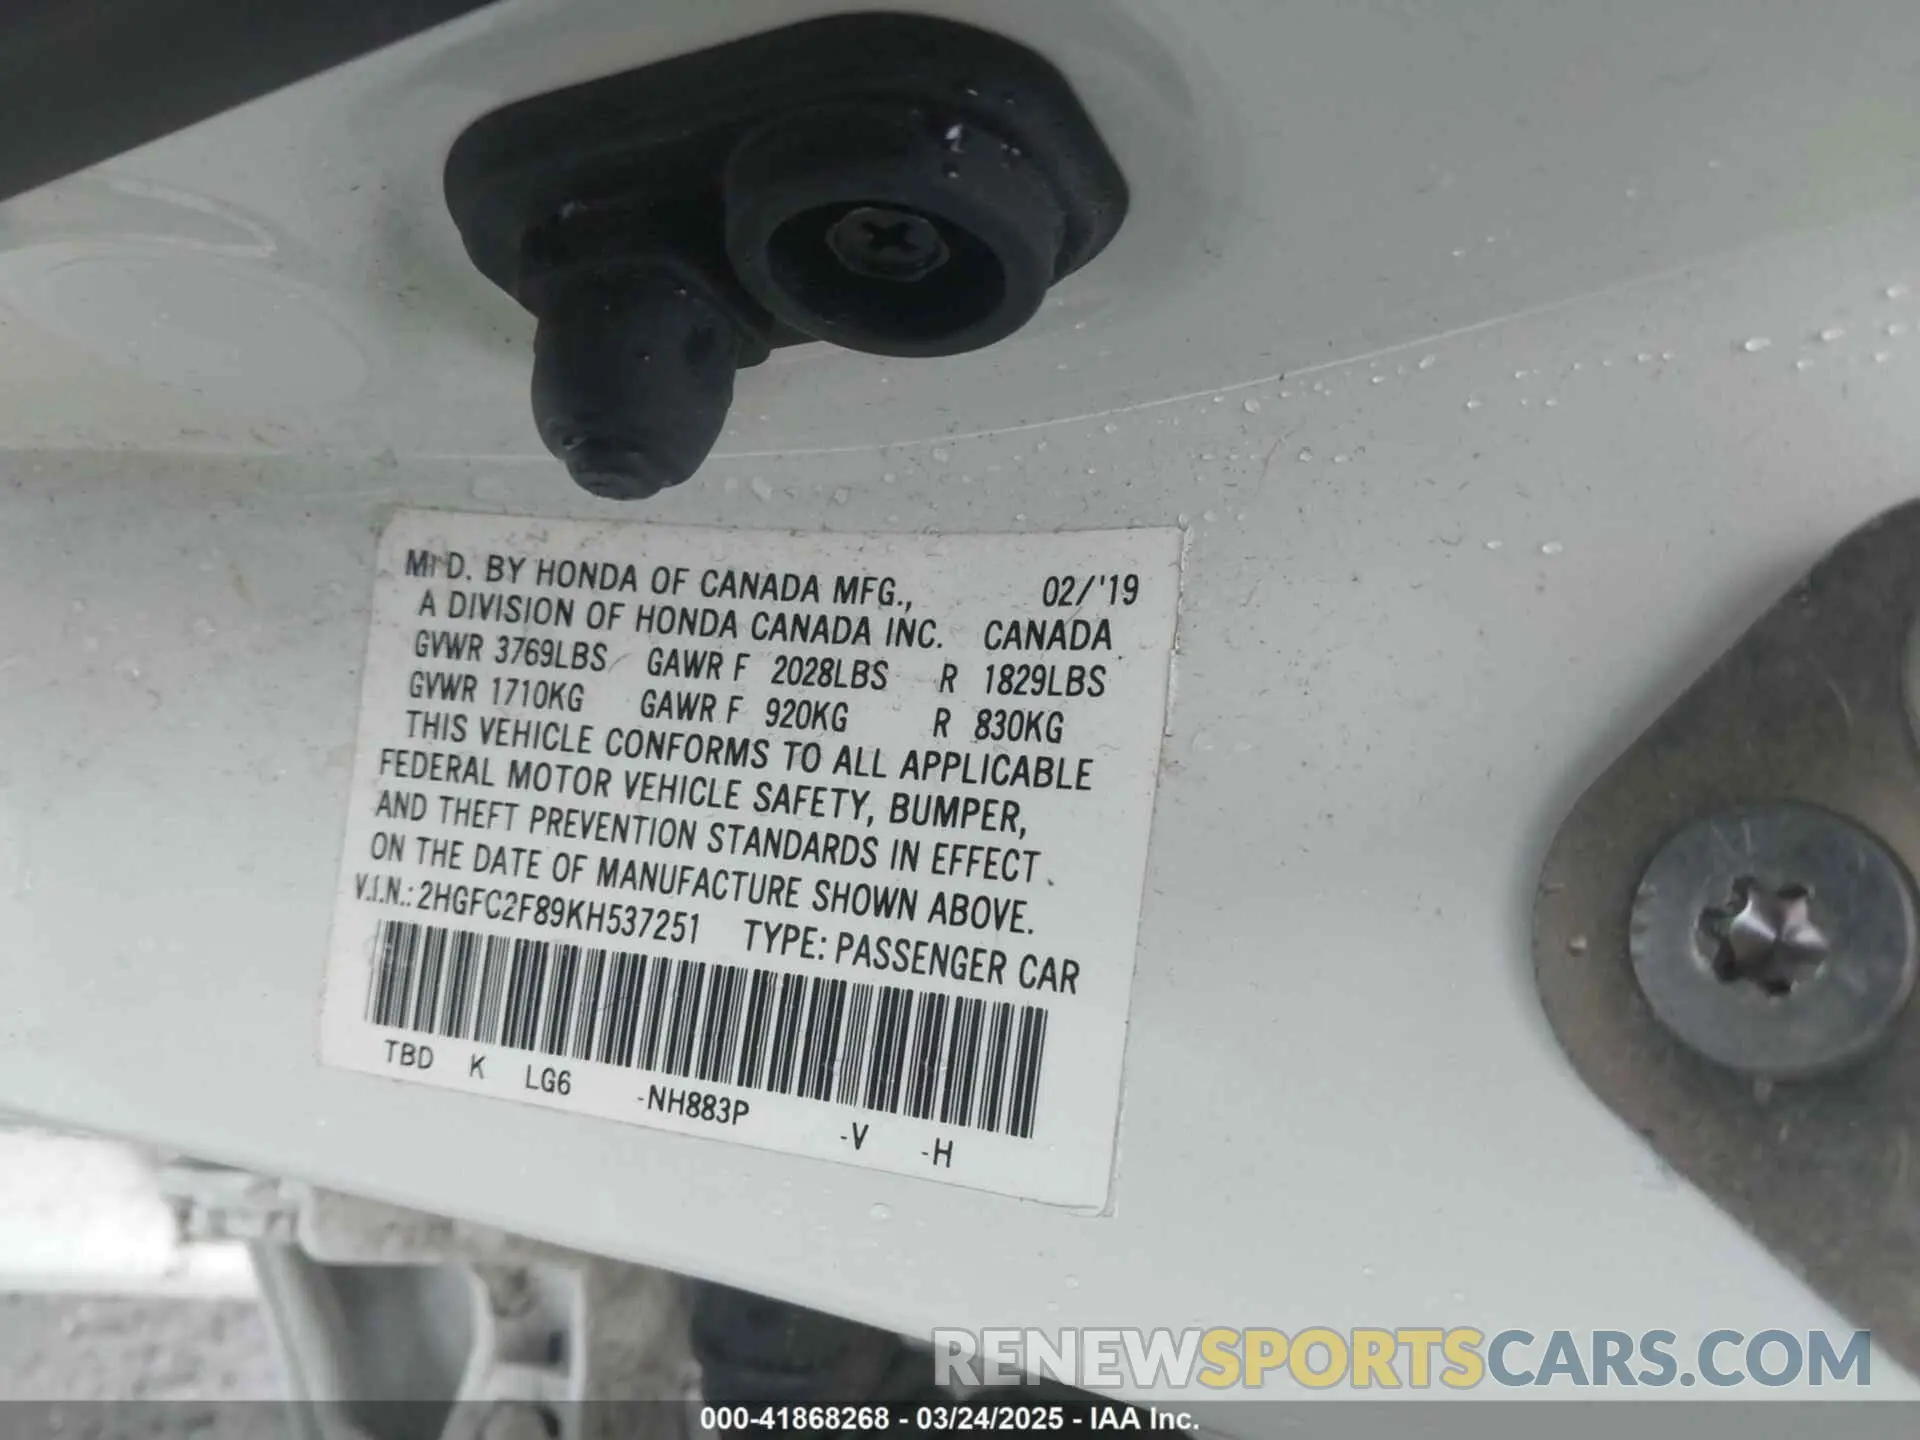 MFD. BY HONDA OF CANADA MFG., 02/'19
A DIVISION OF HONDA CANADA INC. CANADA
GVWR 3769LBS GAWR F 2028LBS R 1829LBS
GVWR 1710KG GAWR F 920KG R 830KG
THIS VEHICLE CONFORMS TO ALL APPLICABLE
FEDERAL MOTOR VEHICLE SAFETY, BUMPER,
AND THEFT PREVENTION STANDARDS IN EFFECT
ON THE DATE OF MANUFACTURE SHOWN ABOVE.
V.I.N.: 2HGFC2F89KH537251 TYPE: PASSENGER CAR
TBD K LG6 -NH883P -V -H
RENEWSPORTSCARS.COM
000-41868268 - 03/24/2025 - IAA Inc.